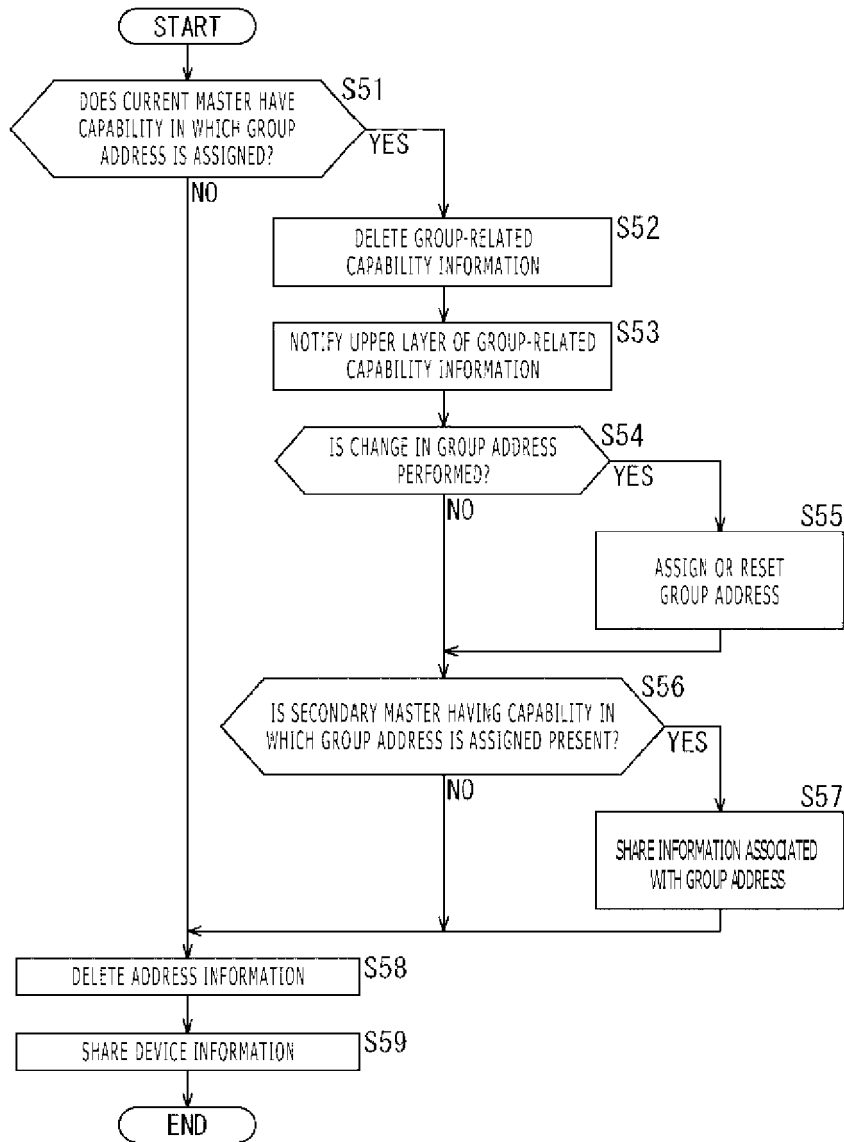 START
S51
DOES CURRENT MASTER HAVE
CAPABILITY IN WHICH GROUP
ADDRESS IS ASSIGNED?
YES
NO
S52
DELETE GROUP-RELATED
CAPABILITY INFORMATION
S53
NOTIFY UPPER LAYER OF GROUP-RELATED
CAPABILITY INFORMATION
S54
IS CHANGE IN GROUP ADDRESS
PERFORMED?
YES
NO
S55
ASSIGN OR RESET
GROUP ADDRESS
S56
IS SECONDARY MASTER HAVING CAPABILITY IN
WHICH GROUP ADDRESS IS ASSIGNED PRESENT?
YES
NO
S57
SHARE INFORMATION ASSOCIATED
WITH GROUP ADDRESS
DELETE ADDRESS INFORMATION
S58
SHARE DEVICE INFORMATION
S59
END